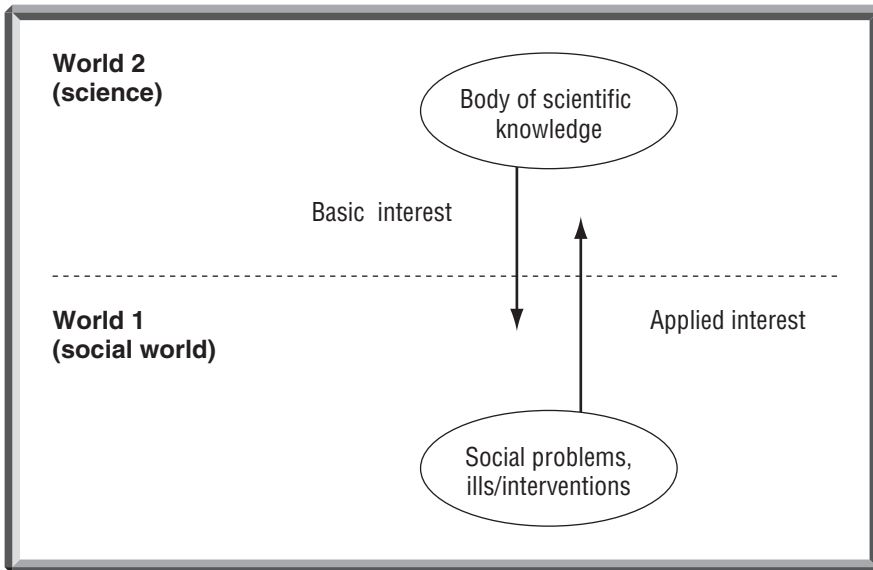 World 2
(science)
Body of scientific
knowledge
Basic interest
World 1
(social world)
Applied interest
Social problems,
ills/interventions